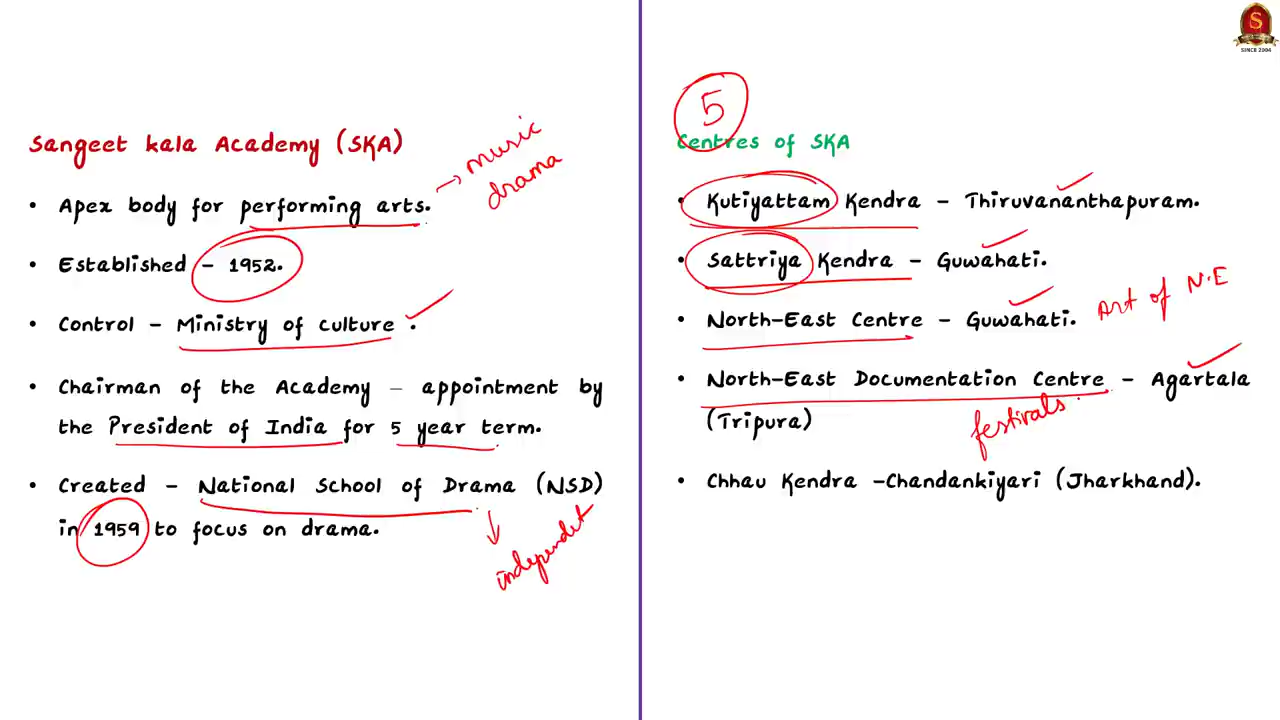 S
SINCE 2004
Sangeet kala Academy (SKA)
• Apex body for performing arts.
music
drama
• Established - 1952.
• Control - Ministry of culture.
• Chairman of the Academy - appointment by
the President of India for 5 year term.
• Created - National School of Drama (NSD)
in 1959 to focus on drama.
independet
5
Centres of SKA
• Kutiyattam Kendra - Thiruvananthapuram.
• Sattriya Kendra - Guwahati.
• North-East Centre - Guwahati.
Art of N.E
• North-East Documentation Centre - Agartala
(Tripura)
festivals
• Chhau Kendra -Chandankiyari (Jharkhand).